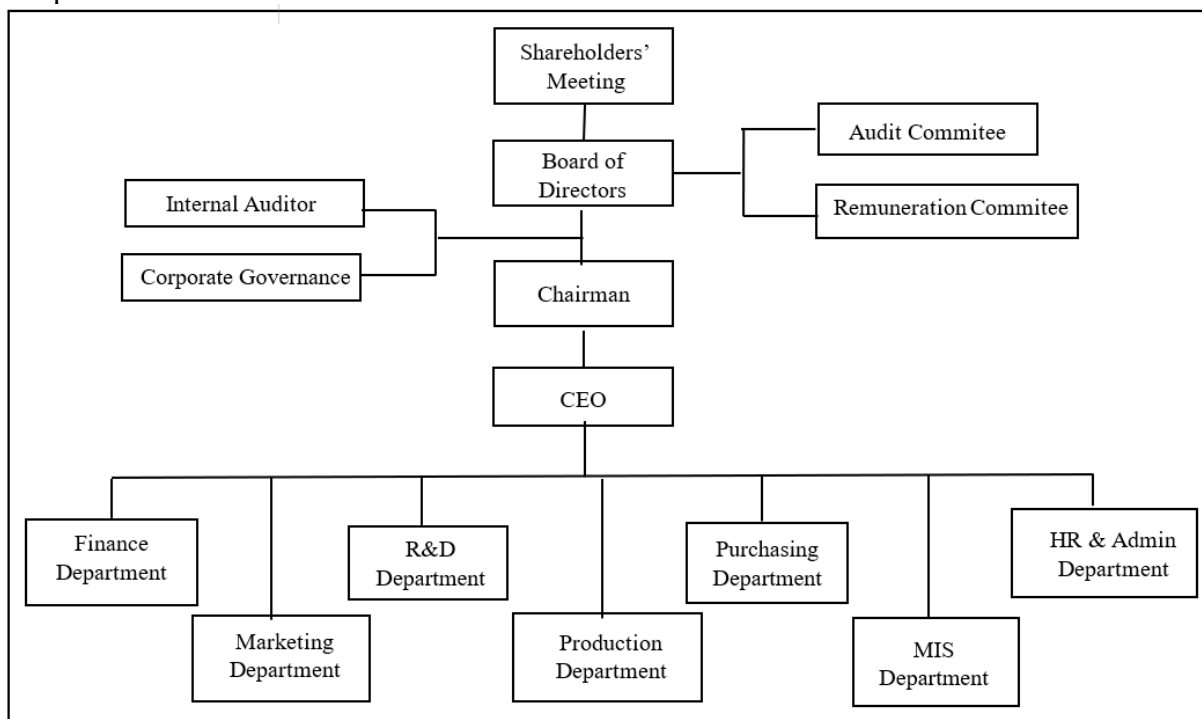 Shareholders’
Meeting
Audit Commitee
Board of
Directors
Internal Auditor
Remuneration Commitee
Corporate Governance
Chairman
CEO
Finance
Department
R&D
Department
Purchasing
Department
HR & Admin
Department
Marketing
Department
Production
Department
MIS
Department